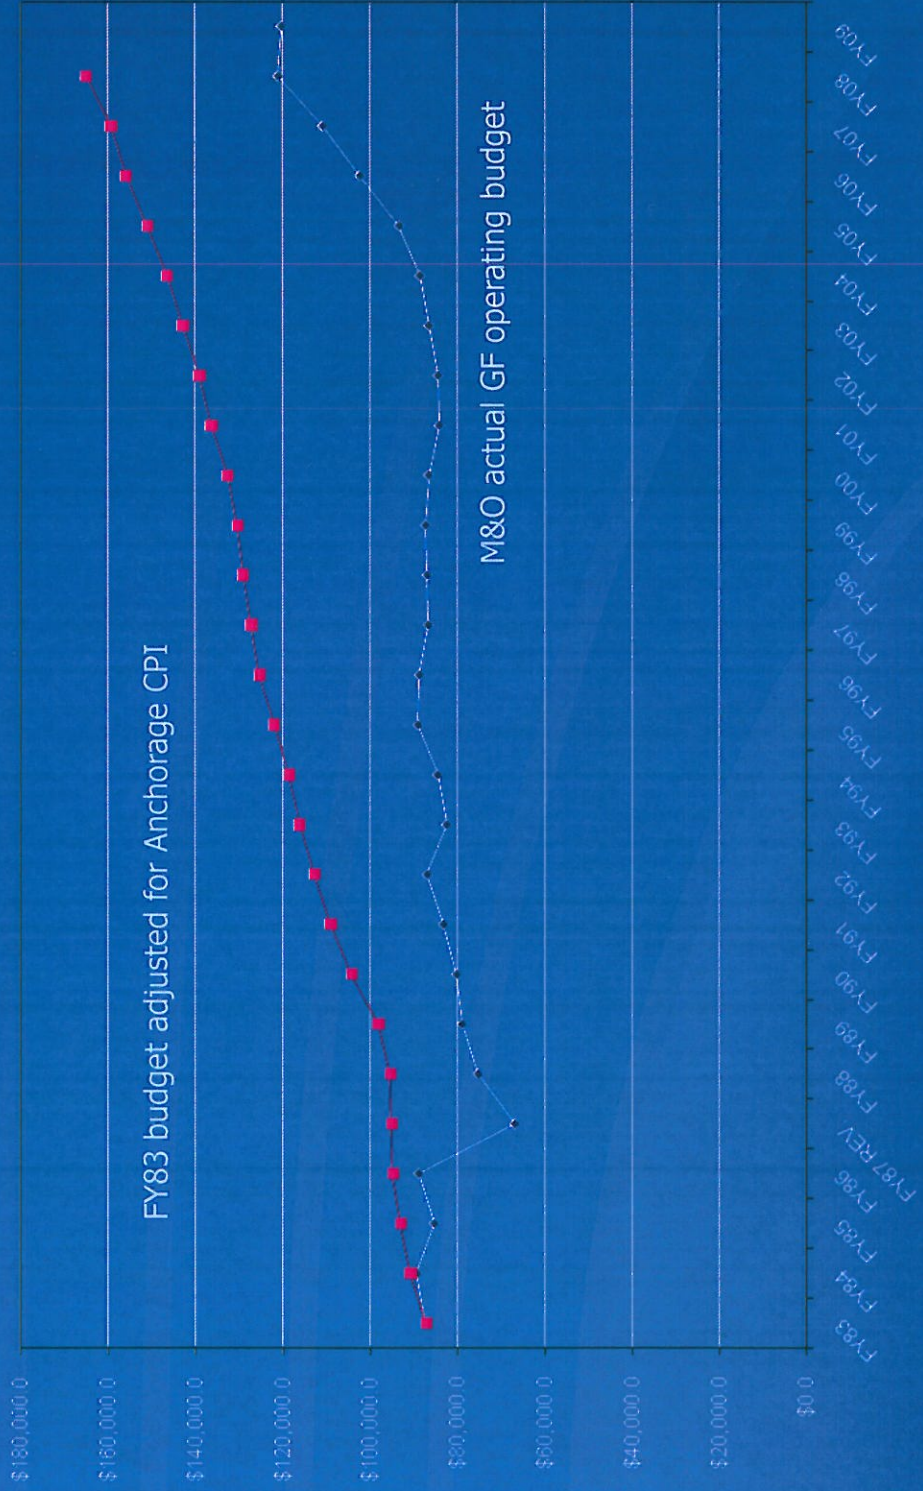 $180,000.0
$160,000.0
$140,000.0
$120,000.0
$100,000.0
$80,000.0
$60,000.0
$40,000.0
$20,000.0
$0.0
FY83 budget adjusted for Anchorage CPI
M&O actual GF operating budget
FY83
FY84
FY85
FY86
FY87 REV
FY88
FY89
FY90
FY91
FY92
FY93
FY94
FY95
FY96
FY97
FY98
FY99
FY00
FY01
FY02
FY03
FY04
FY05
FY06
FY07
FY08
FY09